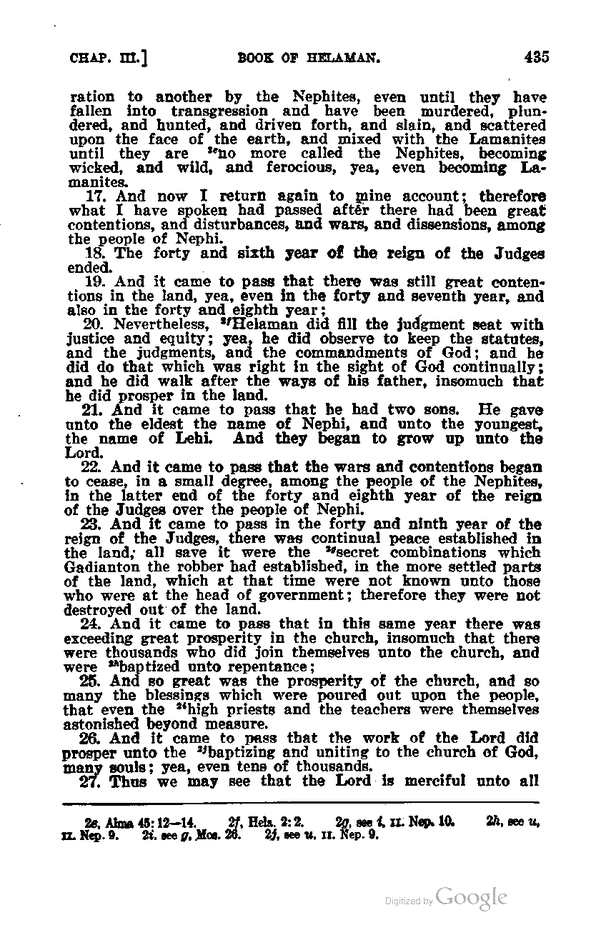 CHAP. III.] BOOK OF HELAMAN. 435
ration to another by the Nephites, even until they have
fallen into transgression and have been murdered, plun-
dered, and hunted, and driven forth, and slain, and scattered
upon the face of the earth, and mixed with the Lamanites
until they are 2eno more called the Nephites, becoming
wicked, and wild, and ferocious, yea, even becoming La-
manites.
17. And now I return again to mine account; therefore
what I have spoken had passed after there had been great
contentions, and disturbances, and wars, and dissensions, among
the people of Nephi.
18. The forty and sixth year of the reign of the Judges
ended.
19. And it came to pass that there was still great conten-
tions in the land, yea, even in the forty and seventh year, and
also in the forty and eighth year;
20. Nevertheless, 2fHelaman did fill the judgment seat with
justice and equity; yea, he did observe to keep the statutes,
and the judgments, and the commandments of God; and he
did do that which was right in the sight of God continually;
and he did walk after the ways of his father, insomuch that
he did prosper in the land.
21. And it came to pass that he had two sons. He gave
unto the eldest the name of Nephi, and unto the youngest,
the name of Lehi. And they began to grow up unto the
Lord.
22. And it came to pass that the wars and contentions began
to cease, in a small degree, among the people of the Nephites,
in the latter end of the forty and eighth year of the reign
of the Judges over the people of Nephi.
23. And it came to pass in the forty and ninth year of the
reign of the Judges, there was continual peace established in
the land, all save it were the 2gsecret combinations which
Gadianton the robber had established, in the more settled parts
of the land, which at that time were not known unto those
who were at the head of government; therefore they were not
destroyed out of the land.
24. And it came to pass that in this same year there was
exceeding great prosperity in the church, insomuch that there
were thousands who did join themselves unto the church, and
were 2hbaptized unto repentance;
25. And so great was the prosperity of the church, and so
many the blessings which were poured out upon the people,
that even the 2ihigh priests and the teachers were themselves
astonished beyond measure.
26. And it came to pass that the work of the Lord did
prosper unto the 2jbaptizing and uniting to the church of God,
many souls; yea, even tens of thousands.
27. Thus we may see that the Lord is merciful unto all
2e, Alma 45:12—14. 2f, Hela. 2:2. 2g, see i, II. Nep. 10. 2h, see u,
II. Nep. 9. 2i. see g, Mos. 26. 2j, see u, II. Nep. 9.
Digitized by Google